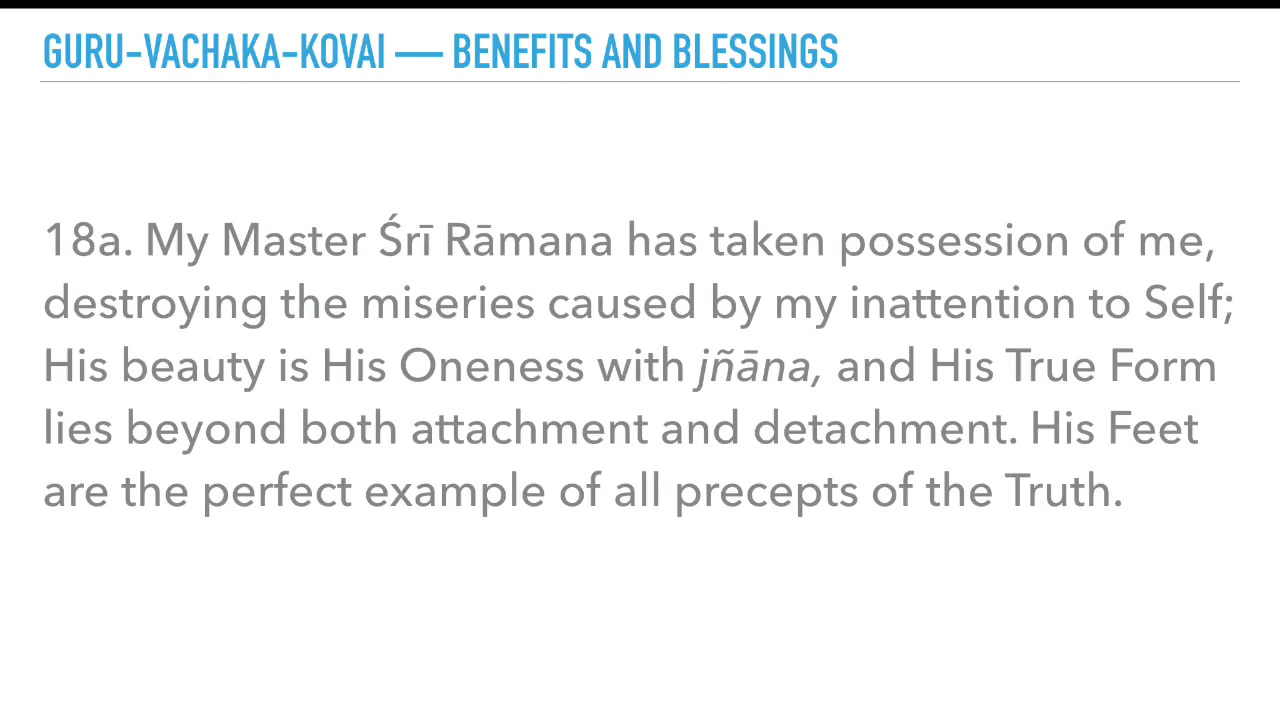 GURU-VACHAKA-KOVAI — BENEFITS AND BLESSINGS
18a. My Master Śrī Rāmana has taken possession of me,
destroying the miseries caused by my inattention to Self;
His beauty is His Oneness with jñāna, and His True Form
lies beyond both attachment and detachment. His Feet
are the perfect example of all precepts of the Truth.